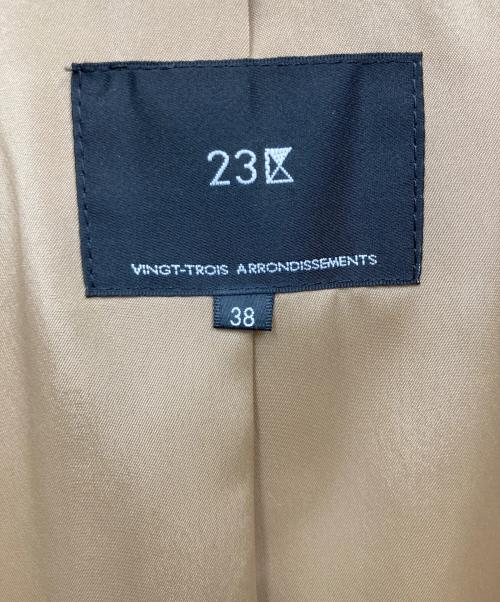 23区
VINGT-TROIS ARRONDISSEMENTS
38